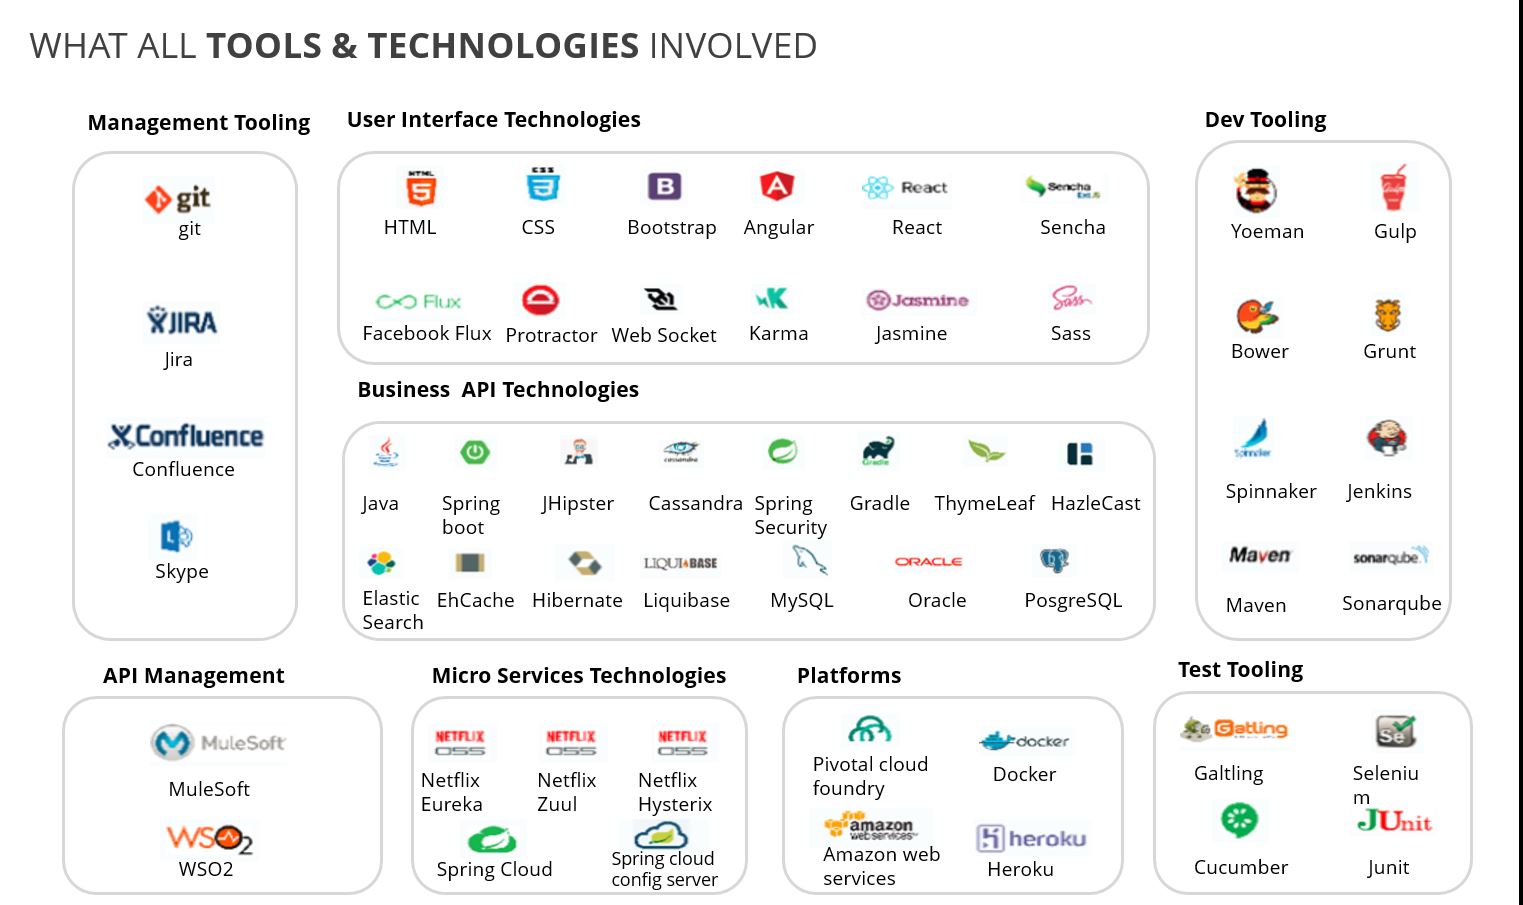 WHAT ALL TOOLS & TECHNOLOGIES INVOLVED
Management Tooling
git
git
JIRA
Jira
Confluence
Confluence
Skype
User Interface Technologies
HTML
CSS
React
Sencha
HTML CSS Bootstrap Angular React Sencha
Flux
Jasmine
Sass
Facebook Flux Protractor Web Socket Karma Jasmine Sass
Business API Technologies
cassandra
Gradle
Java Spring boot JHipster Cassandra Spring Security Gradle ThymeLeaf HazleCast
LIQUIBASE
ORACLE
Elastic Search EhCache Hibernate Liquibase MySQL Oracle PosgreSQL
Dev Tooling
Yoeman Gulp
Bower Grunt
Spinnaker
Spinnaker Jenkins
Maven sonarqube
Maven Sonarqube
API Management
MuleSoft
MuleSoft
WSO2
WSO2
Micro Services Technologies
NETFLIX OSS NETFLIX OSS NETFLIX OSS
Netflix Eureka Netflix Zuul Netflix Hysterix
Spring Cloud
Spring cloud
config server
Platforms
docker
Pivotal cloud
foundry
Docker
amazon
webservices
heroku
Amazon web
services
Heroku
Test Tooling
Gatling
Se
Galtling
Seleniu
m
JUnit
Cucumber Junit